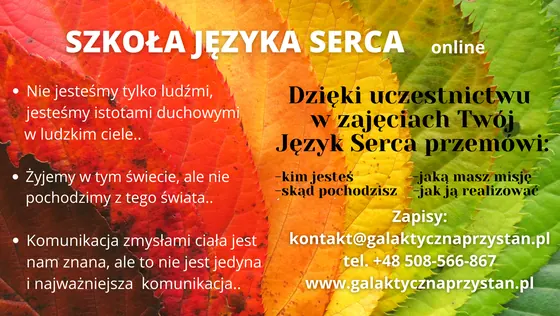 SZKOŁA JĘZYKA SERCA online
• Nie jesteśmy tylko ludźmi,
jesteśmy istotami duchowymi
w ludzkim ciele..
• Żyjemy w tym świecie, ale nie
pochodzimy z tego świata..
• Komunikacja zmysłami ciała jest
nam znana, ale to nie jest jedyna
i najważniejsza komunikacja..
Dzięki uczestnictwu
w zajęciach Twój
Język Serca przemówi:
-kim jesteś
-skąd pochodzisz
-jaką masz misję
-jak ją realizować
Zapisy:
kontakt@galaktycznaprzystan.pl
tel. +48 508-566-867
www.galaktycznaprzystan.pl